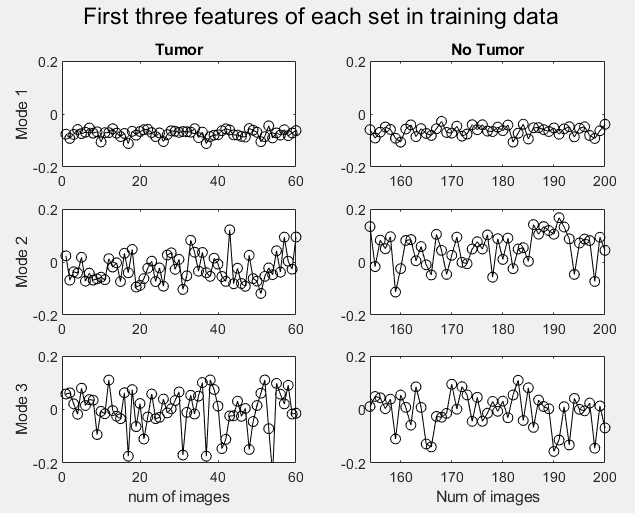 First three features of each set in training data
Tumor
No Tumor
Mode 1
0.2
0
-0.2
0 20 40 60
0.2
0
-0.2
160 170 180 190 200
Mode 2
0.2
0
-0.2
0 20 40 60
0.2
0
-0.2
160 170 180 190 200
Mode 3
0.2
0
-0.2
0 20 40 60
num of images
0.2
0
-0.2
160 170 180 190 200
Num of images